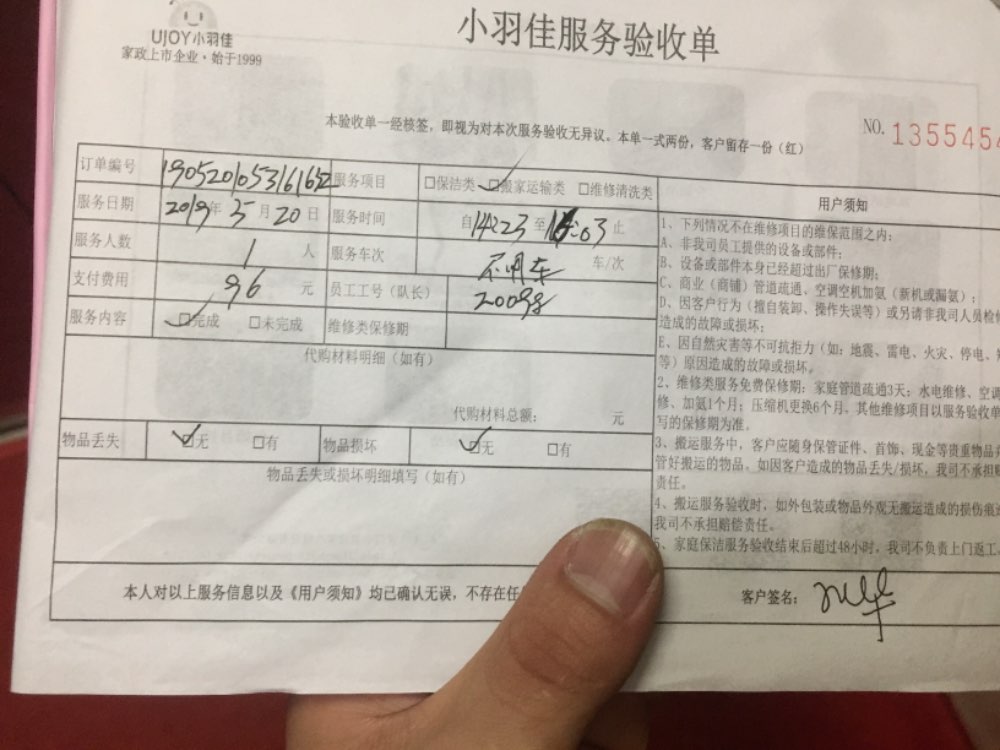 UJOY小羽佳
家政上市企业·始于1999
小羽佳服务验收单
本验收单一经核签，即视为对本次服务验收无异议。本单一式两份，客户留存一份（红）
NO. 1355454
订单编号
服务项目 □保洁类 □搬家运输类 □维修清洗类
服务日期 2019年5月20日 服务时间 自14:23至16:03止
服务人数 1人 服务车次 不用车 车/次
支付费用 96元 员工工号（队长） 20098
服务内容 □完成 □未完成 维修类保修期
代购材料明细（如有）
代购材料总额： 元
物品丢失 □无 □有 物品损坏 □无 □有
物品丢失或损坏明细填写（如有）
用户须知
1、下列情况不在维修项目的维保范围之内：
A、非我司员工提供的设备或部件；
B、设备或部件本身已经超过出厂保修期；
C、商业（商铺）管道疏通、空调空机加氨（新机或漏氨）；
D、因客户行为（擅自装卸、操作失误等）或另请非我司人员检修
造成的故障或损坏；
E、因自然灾害等不可抗拒力（如：地震、雷电、火灾、停电、
等）原因造成的故障或损坏。
2、维修类服务免费保修期：家庭管道疏通3天；水电维修、空调
修、加氨1个月；压缩机更换6个月，其他维修项目以服务验收单
写的保修期为准。
3、搬运服务中，客户应随身保管证件、首饰、现金等贵重物品
管好搬运的物品。如因客户造成的物品丢失/损坏，我司不承担
责任。
4、搬运服务验收时，如外包装或物品外观无搬运造成的损伤痕
我司不承担赔偿责任。
5、家庭保洁服务验收结束后超过48小时，我司不负责上门返工
本人对以上服务信息以及《用户须知》均已确认无误，不存在任
客户签名：